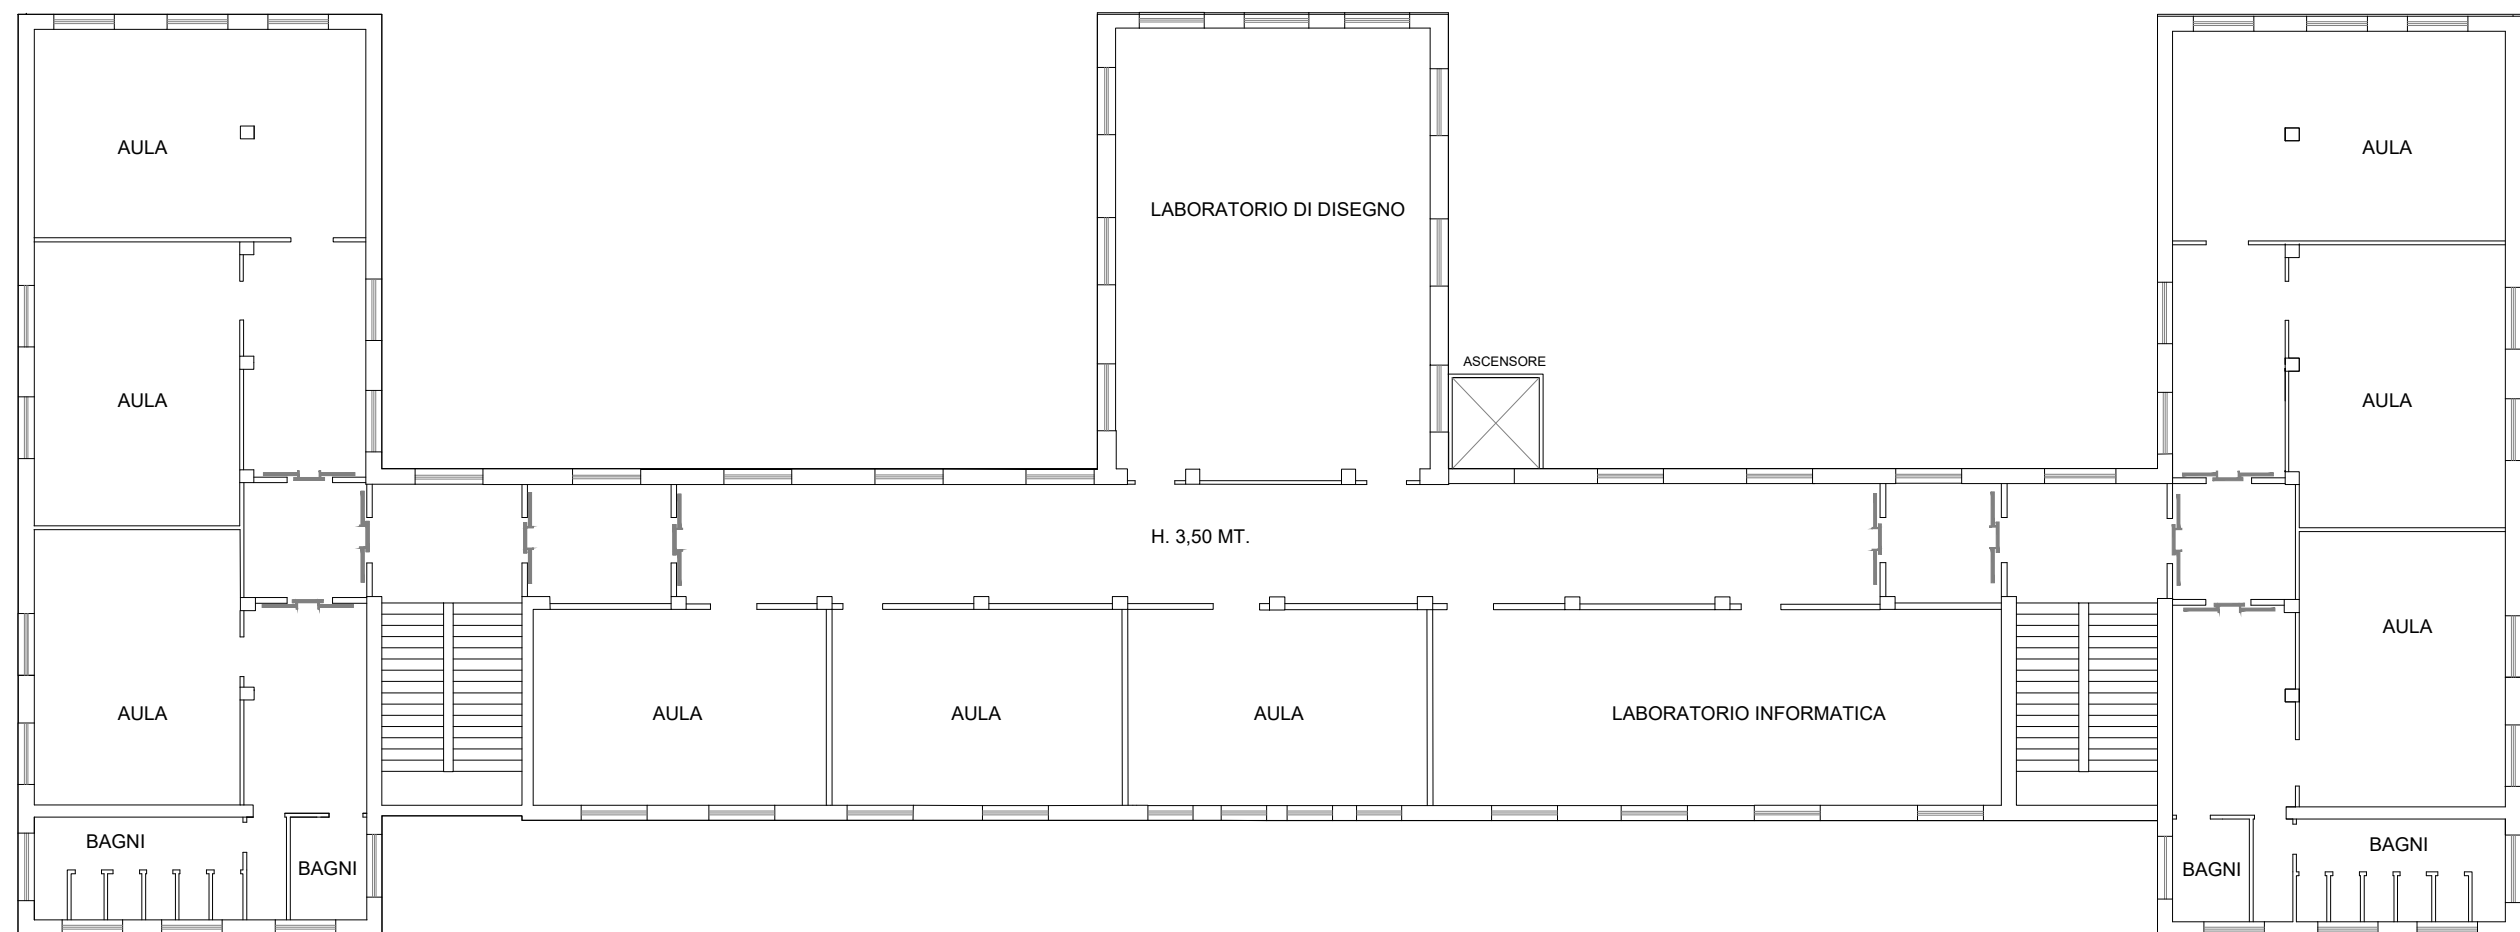 AULA
AULA
LABORATORIO DI DISEGNO
ASCENSORE
AULA
AULA
H. 3,50 MT.
AULA
AULA
AULA
AULA
AULA
LABORATORIO INFORMATICA
BAGNI
BAGNI
BAGNI
BAGNI